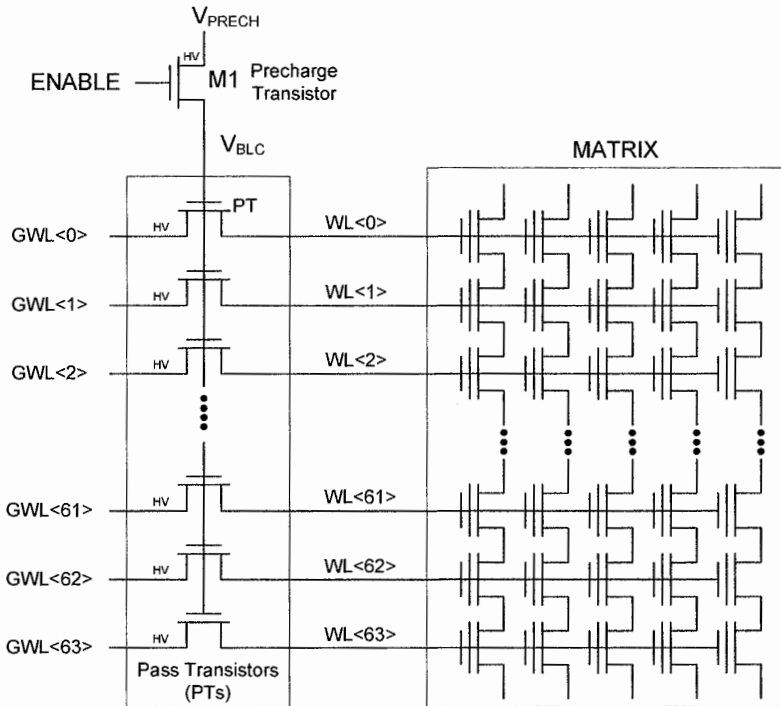 VPRECH
HV
ENABLE
M1 Precharge
Transistor
VBLC
MATRIX
PT
GWL<0>
HV
WL<0>
GWL<1>
HV
WL<1>
GWL<2>
HV
WL<2>
GWL<61>
HV
WL<61>
GWL<62>
HV
WL<62>
GWL<63>
HV
WL<63>
Pass Transistors
(PTs)